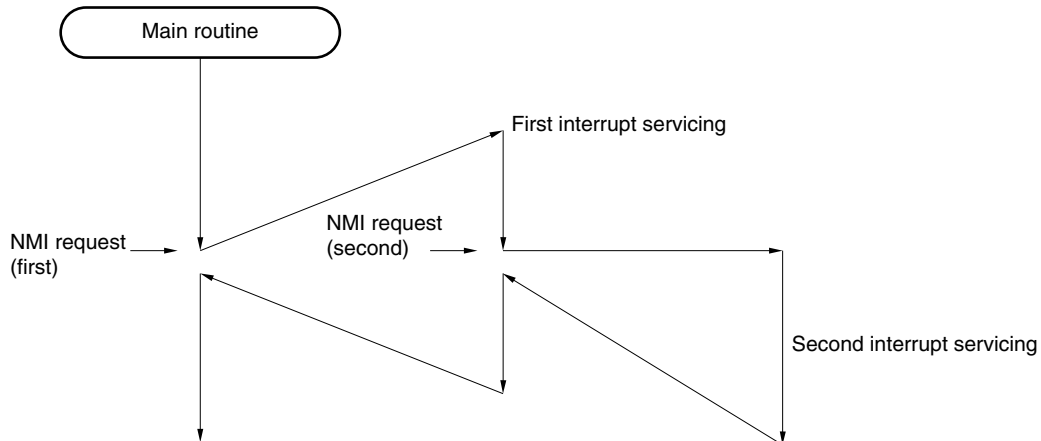 Main routine
First interrupt servicing
NMI request
(first)
NMI request
(second)
Second interrupt servicing